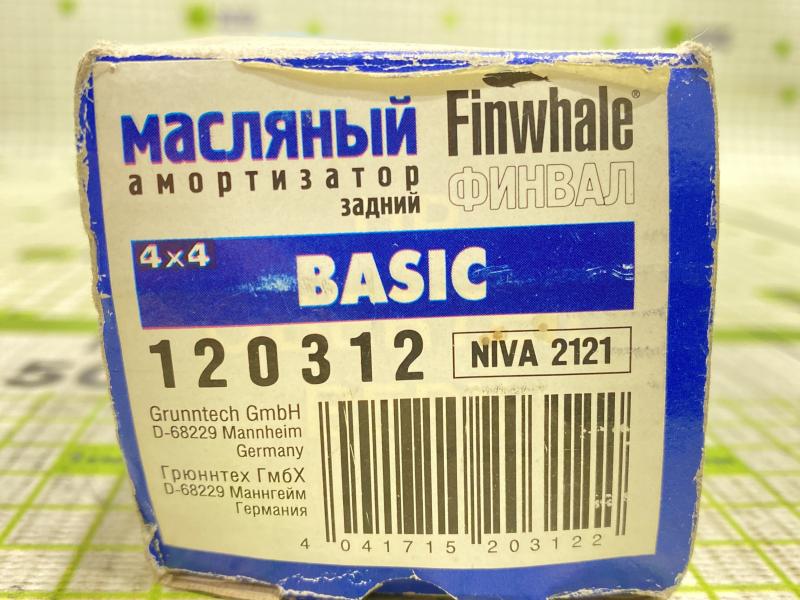 масляный
амортизатор
задний
Finwhale®
ФИНВАЛ
4x4
BASIC
120312
NIVA 2121
Grunntech GmbH
D-68229 Mannheim
Germany
Грюннтех ГмбХ
D-68229 Маннгейм
Германия
4 041715 203122